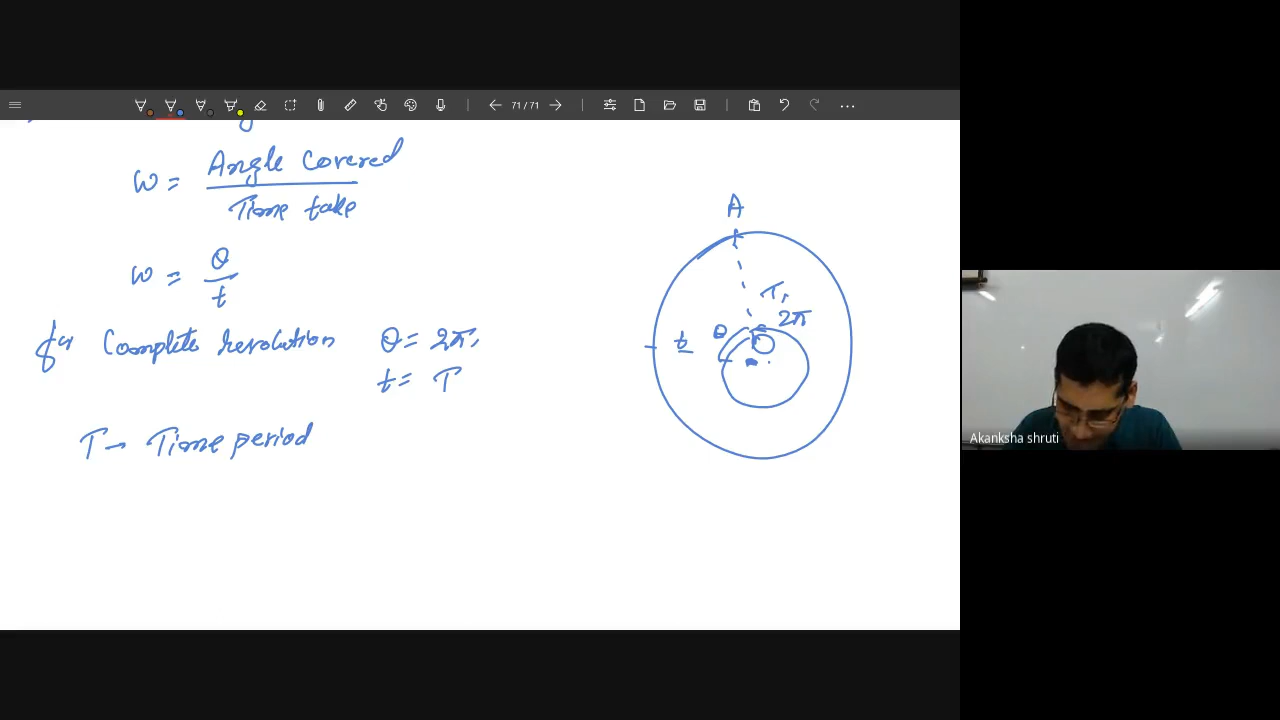 71/71
ω = Angle Covered
Time take
ω = θ
t
for Complete revolution θ = 2π,
t = T
T → Time period
A
T,
2π
θ
t
Akanksha shruti